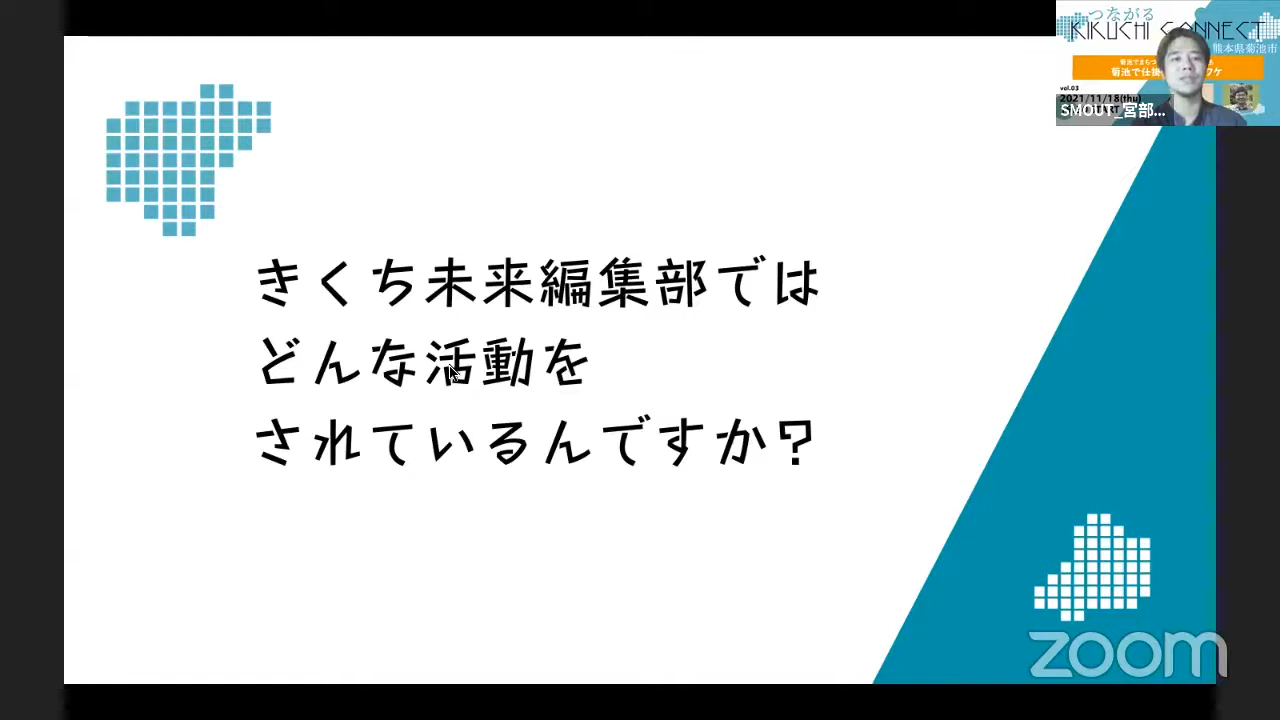 つながる
KIKUCHI CONNECT
熊本県菊池市
vol.03
2021/11/18(thu)
SMOUT_宮部...
きくち未来編集部では
どんな活動を
されているんですか?
zoom